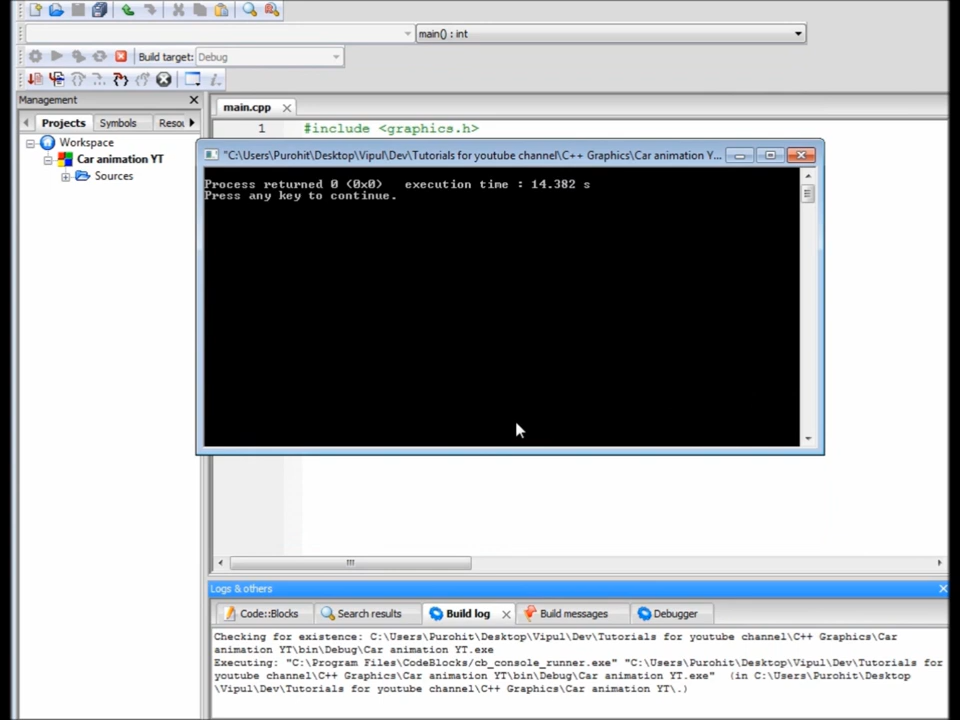 main() : int
Build target: Debug
Management
main.cpp
Projects Symbols Resou
1 #include <graphics.h>
Workspace
Car animation YT
Sources
"C:\Users\Purohit\Desktop\Vipul\Dev\Tutorials for youtube channel\C++ Graphics\Car animation Y...
Process returned 0 (0x0)   execution time : 14.382 s
Press any key to continue.
Logs & others
Code::Blocks Search results Build log Build messages Debugger
Checking for existence: C:\Users\Purohit\Desktop\Vipul\Dev\Tutorials for youtube channel\C++ Graphics\Car
animation YT\bin\Debug\Car animation YT.exe
Executing: "C:\Program Files\CodeBlocks/cb_console_runner.exe" "C:\Users\Purohit\Desktop\Vipul\Dev\Tutorials for
youtube channel\C++ Graphics\Car animation YT\bin\Debug\Car animation YT.exe"  (in C:\Users\Purohit\Desktop
\Vipul\Dev\Tutorials for youtube channel\C++ Graphics\Car animation YT\.)